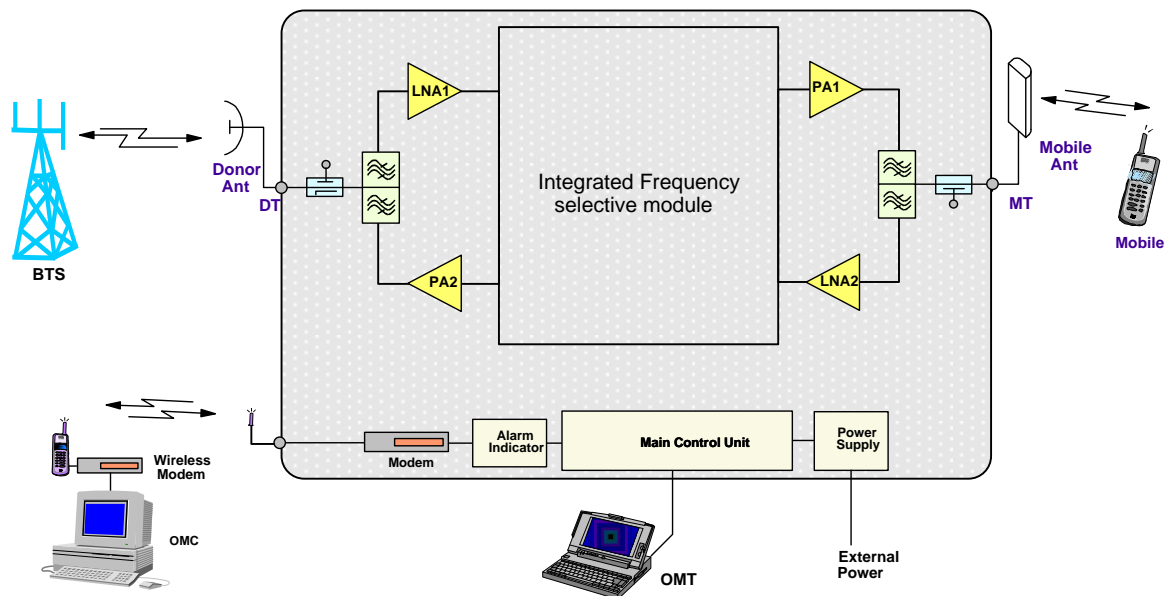 LNA1
PA1
Donor
Ant
DT
Integrated Frequency
selective module
Mobile
Ant
MT
Mobile
BTS
PA2
LNA2
Wireless
Modem
OMC
Modem
Alarm
Indicator
Main Control Unit
Power
Supply
OMT
External
Power